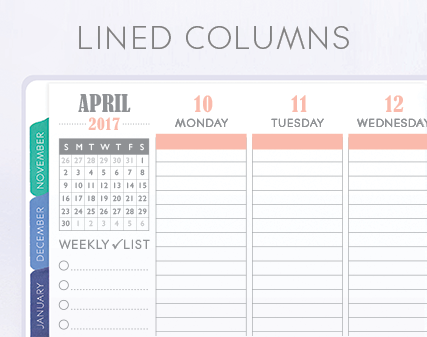 LINED COLUMNS
APRIL
2017
S M T W T F S
26 27 28 29 30 31 1
2 3 4 5 6 7 8
9 10 11 12 13 14 15
16 17 18 19 20 21 22
23 24 25 26 27 28 29
30 1 2 3 4 5 6
WEEKLY ✓LIST
10
MONDAY
11
TUESDAY
12
WEDNESDAY
NOVEMBER
DECEMBER
JANUARY